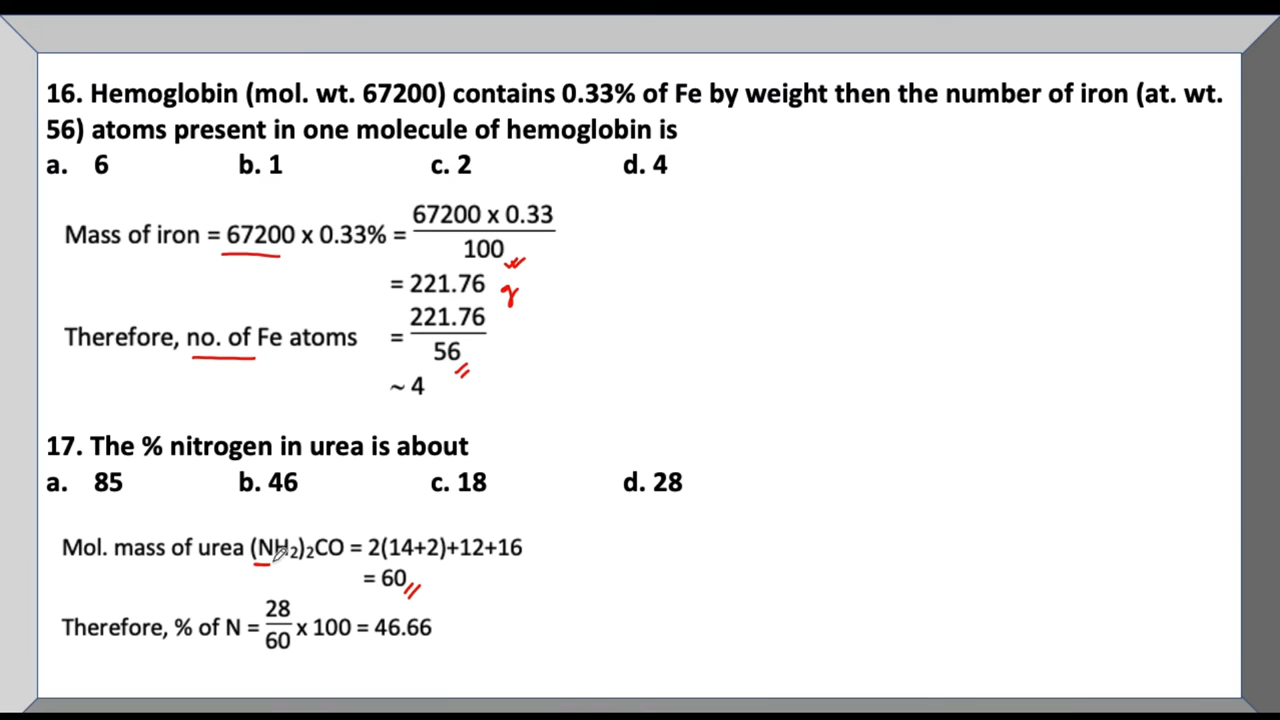 16. Hemoglobin (mol. wt. 67200) contains 0.33% of Fe by weight then the number of iron (at. wt.
56) atoms present in one molecule of hemoglobin is
a. 6 b. 1 c. 2 d. 4
Mass of iron = 67200 x 0.33% = 67200 x 0.33
100
= 221.76
Therefore, no. of Fe atoms = 221.76
56
~ 4
17. The % nitrogen in urea is about
a. 85 b. 46 c. 18 d. 28
Mol. mass of urea (NH₂)₂CO = 2(14+2)+12+16
= 60
Therefore, % of N = 28
60 x 100 = 46.66